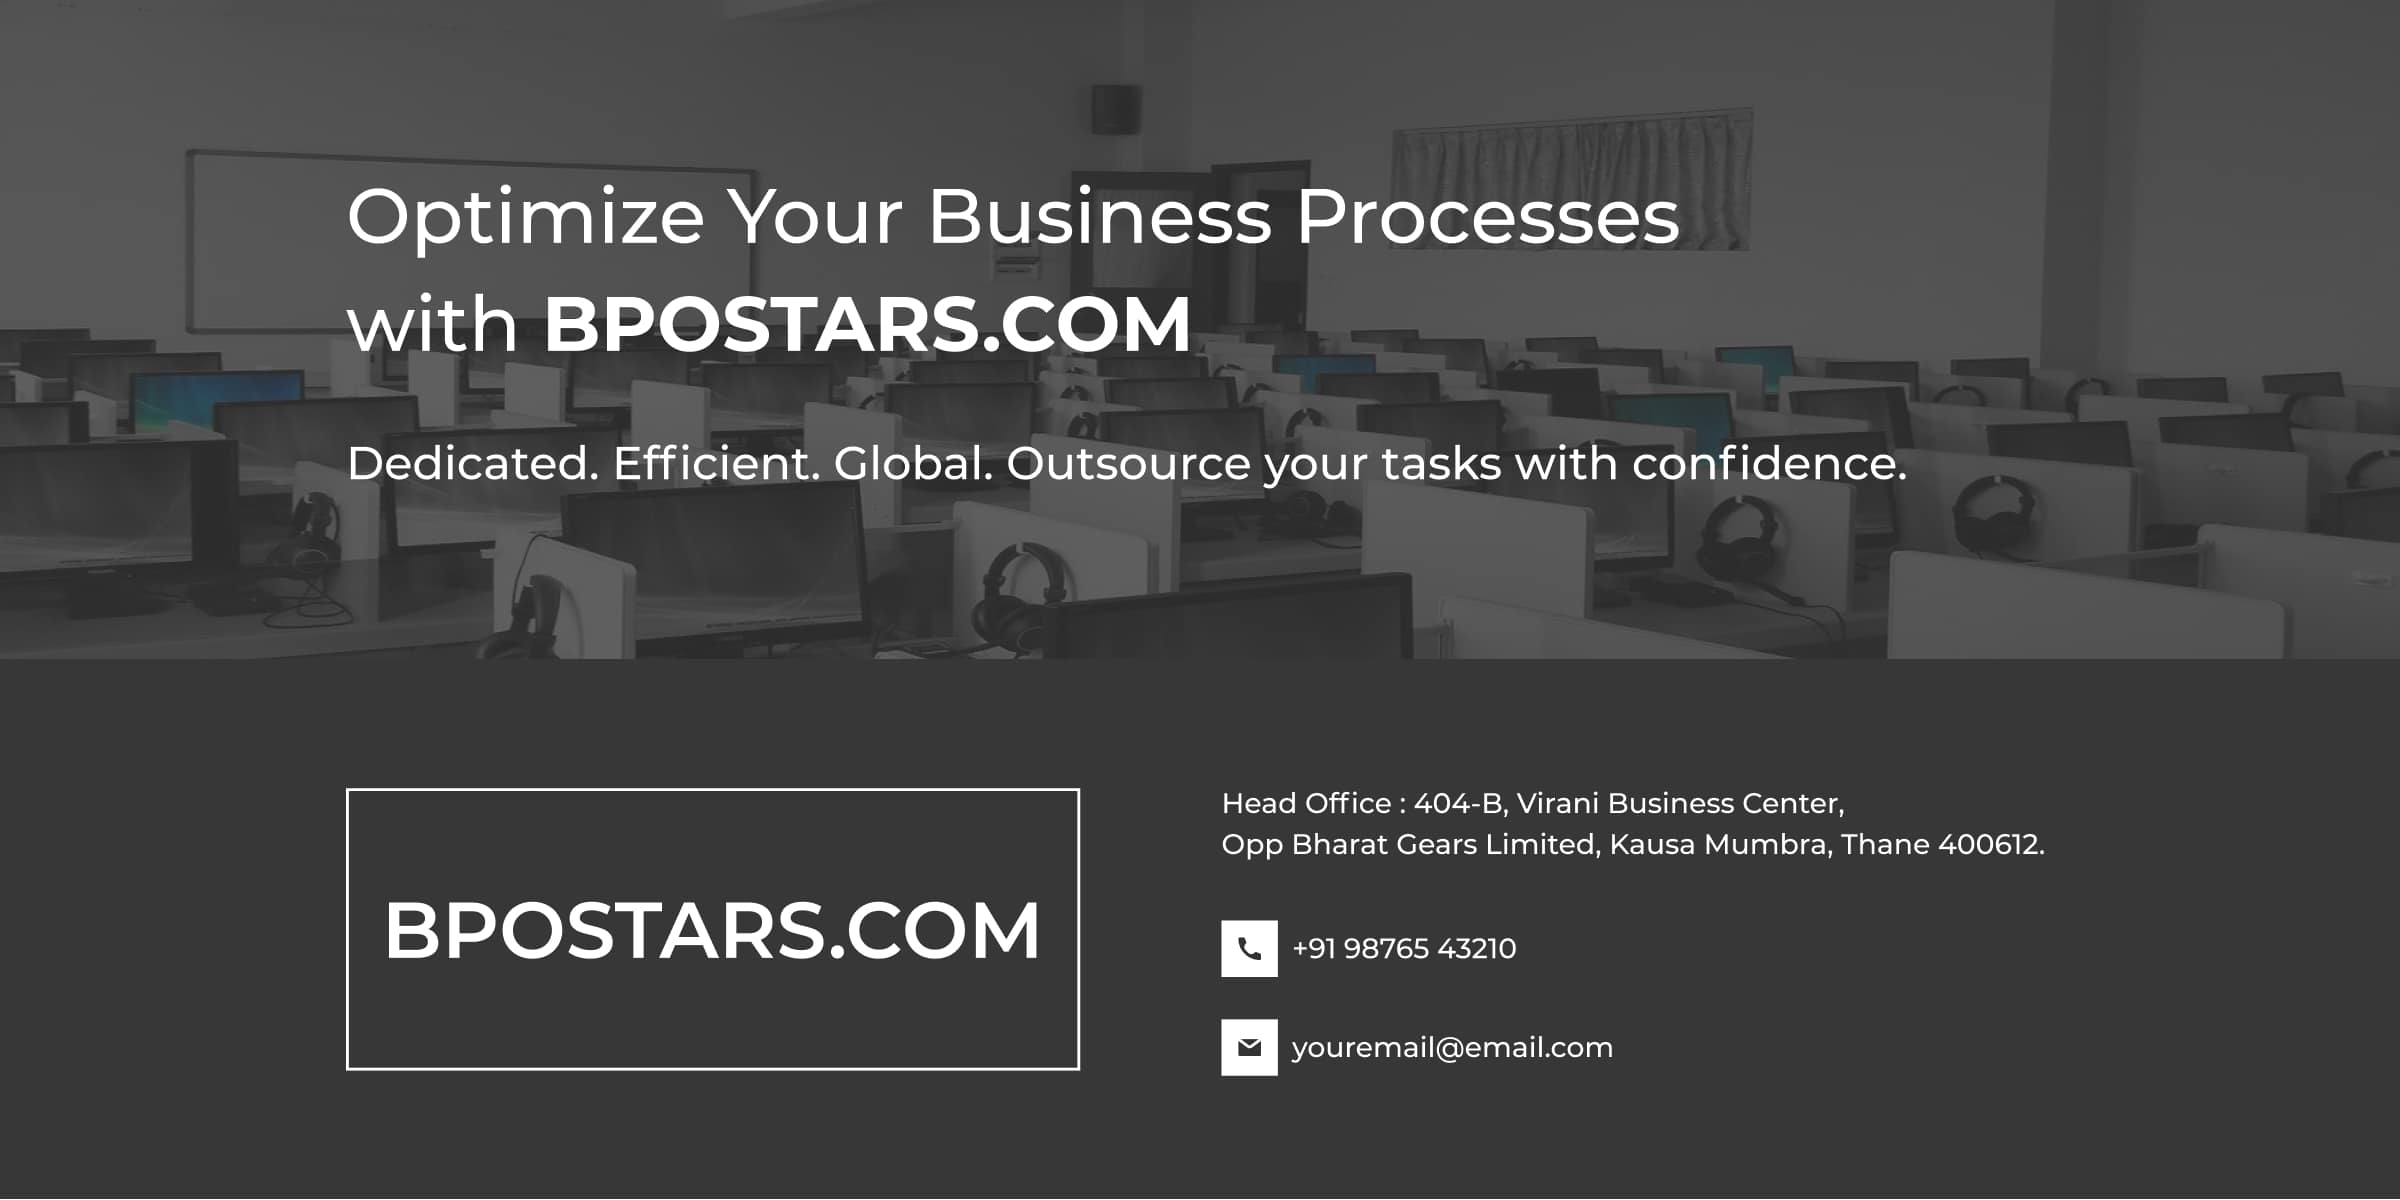 Optimize Your Business Processes
with BPOSTARS.COM
Dedicated. Efficient. Global. Outsource your tasks with confidence.
BPOSTARS.COM
Head Office : 404-B, Virani Business Center,
Opp Bharat Gears Limited, Kausa Mumbra, Thane 400612.
+91 98765 43210
youremail@email.com